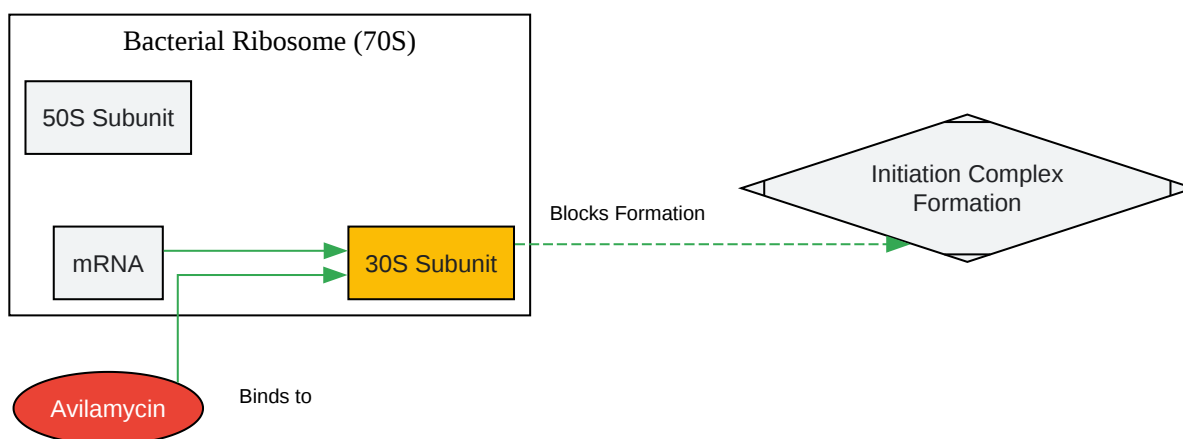 Bacterial Ribosome (70S)
50S Subunit
mRNA
30S Subunit
Blocks Formation
Initiation Complex
Formation
Avilamycin
Binds to